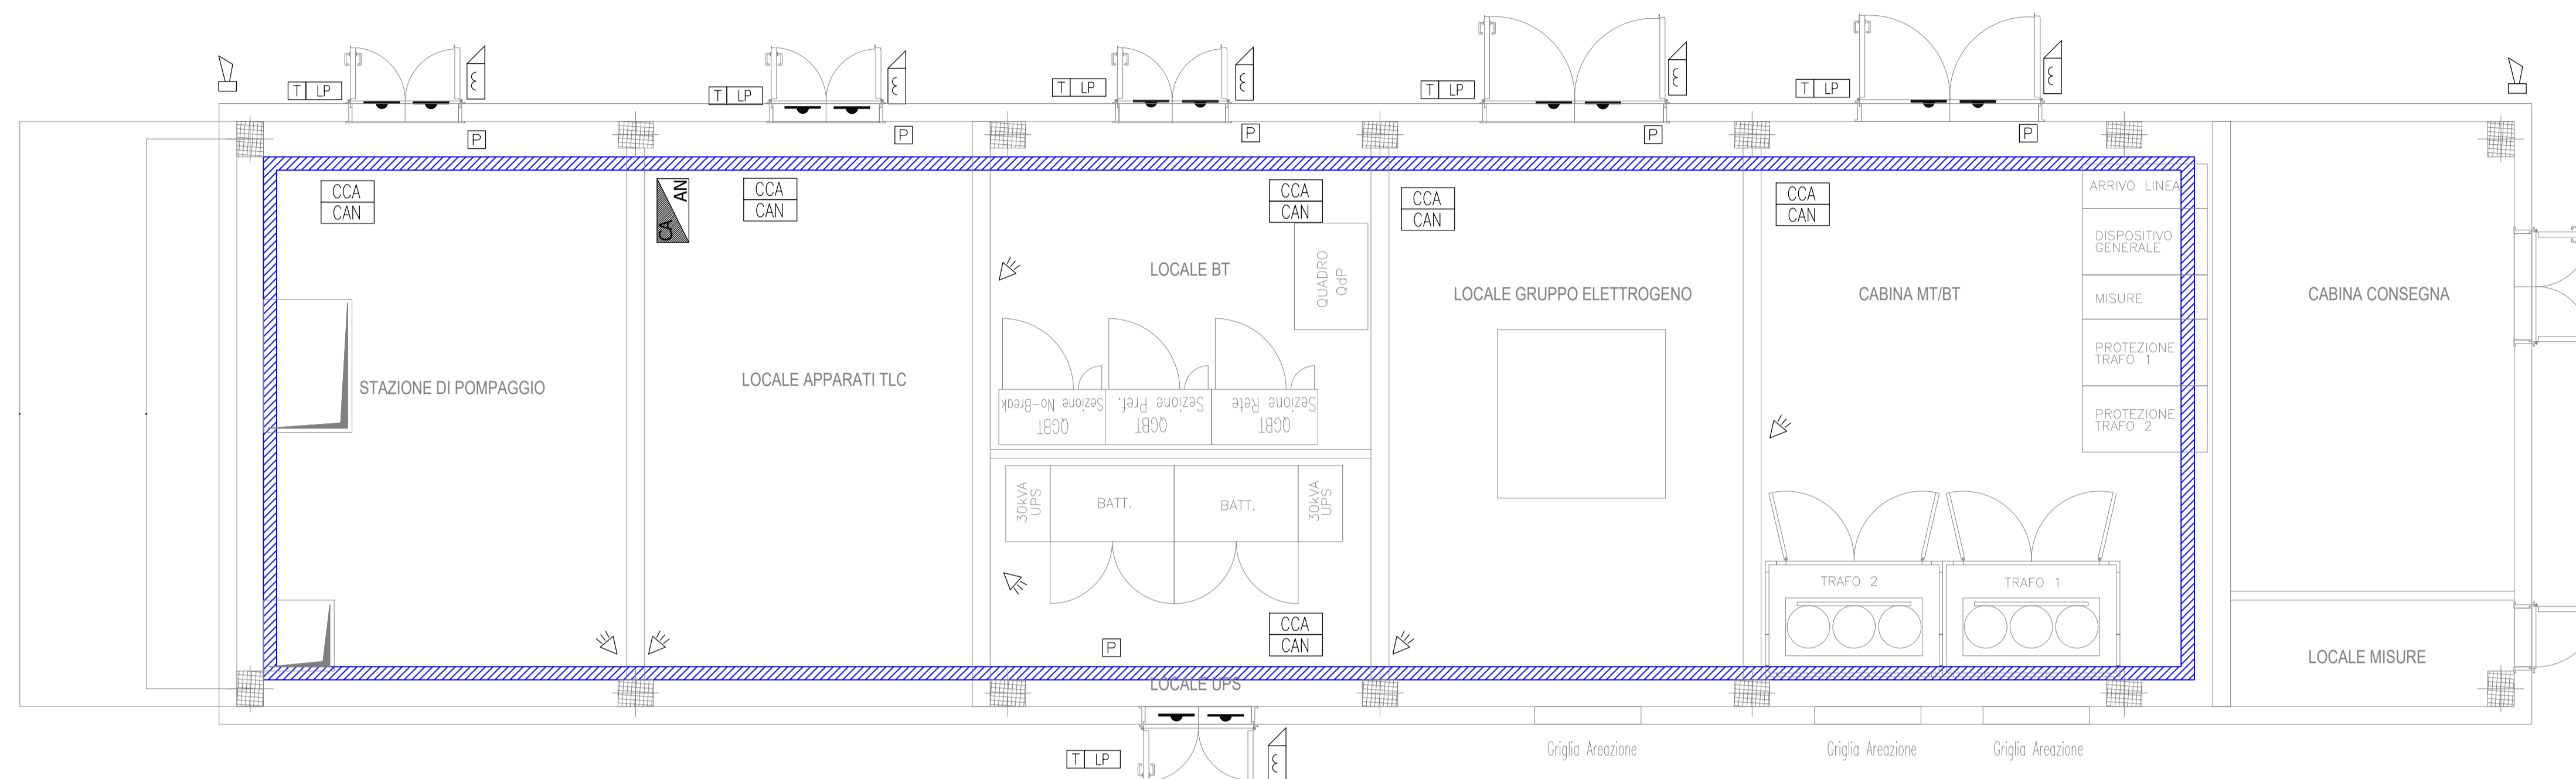 T LP
T LP
T LP
T LP
T LP
P
P
P
P
P
CCA
CAN
CA AN
CCA
CAN
CCA
CAN
CCA
CAN
CCA
CAN
ARRIVO LINEA
DISPOSITIVO
GENERALE
MISURE
PROTEZIONE
TRAFO 1
PROTEZIONE
TRAFO 2
LOCALE BT
QUADRO
QdP
LOCALE GRUPPO ELETTROGENO
CABINA MT/BT
CABINA CONSEGNA
STAZIONE DI POMPAGGIO
LOCALE APPARATI TLC
QGBT
Sezione No-Break
QGBT
Sezione Pref.
QGBT
Sezione Rete
30kVA
UPS
BATT.
BATT.
30kVA
UPS
TRAFO 2
TRAFO 1
CCA
CAN
P
LOCALE UPS
LOCALE MISURE
Griglia Areazione
Griglia Areazione
Griglia Areazione
T LP